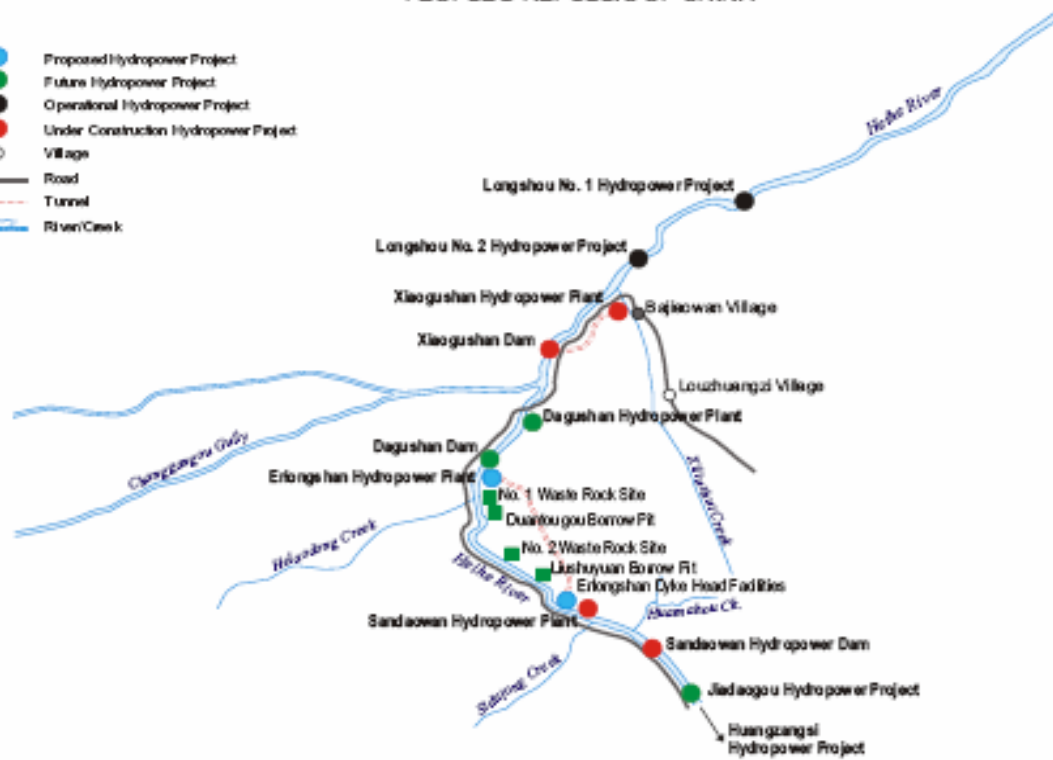 Proposed Hydropower Project
Future Hydropower Project
Operational Hydropower Project
Under Construction Hydropower Project
Village
Road
Tunnel
River/Creek
Heihe River
Longshou No. 1 Hydropower Project
Longshou No. 2 Hydropower Project
Xiaogushan Hydropower Plant
Bajiaowan Village
Xiaogushan Dam
Louzhuangzi Village
Dagushan Hydropower Plant
Dagushan Dam
Gully
Erlongshan Hydropower Plant
No. 1 Waste Rock Site
Duantougou Borrow Pit
Creek
Creek
No. 2 Waste Rock Site
Heihe River
Liushuyuan Borrow Pit
Erlongshan Dyke Head Facilities
Ck.
Sandaowan Hydropower Plant
Sandaowan Hydropower Dam
Creek
Jiadaogou Hydropower Project
Huangzangsi
Hydropower Project